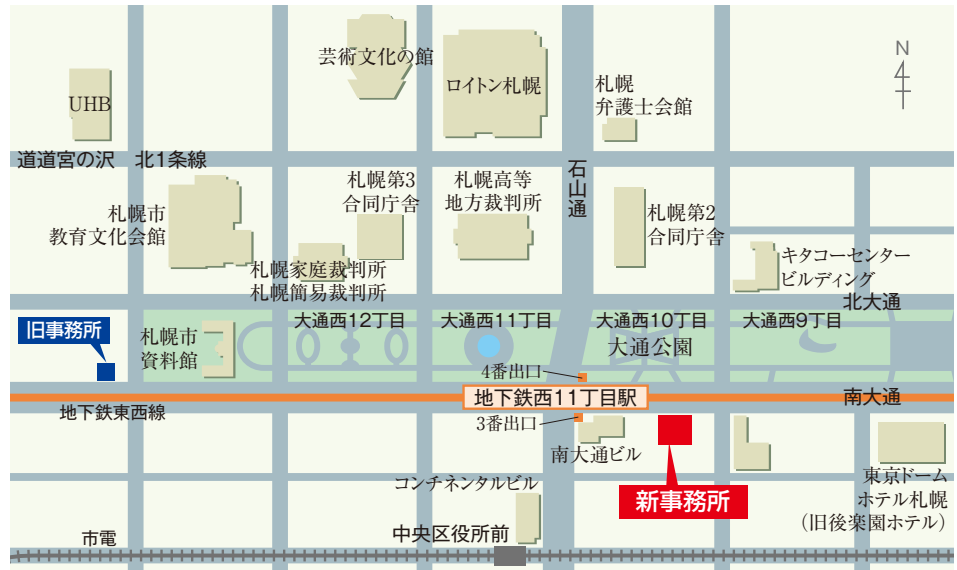 芸術文化の館
ロイトン札幌
札幌
弁護士会館
N
UHB
道道宮の沢 北1条線
石山通
札幌市
教育文化会館
札幌第3
合同庁舎
札幌高等
地方裁判所
札幌第2
合同庁舎
札幌家庭裁判所
札幌簡易裁判所
キタコーセンター
ビルディング
北大通
旧事務所
札幌市
資料館
大通西12丁目
大通西11丁目
大通西10丁目
大通西9丁目
大通公園
4番出口
地下鉄西11丁目駅
南大通
地下鉄東西線
3番出口
南大通ビル
新事務所
コンチネンタルビル
東京ドーム
ホテル札幌
(旧後楽園ホテル)
市電
中央区役所前